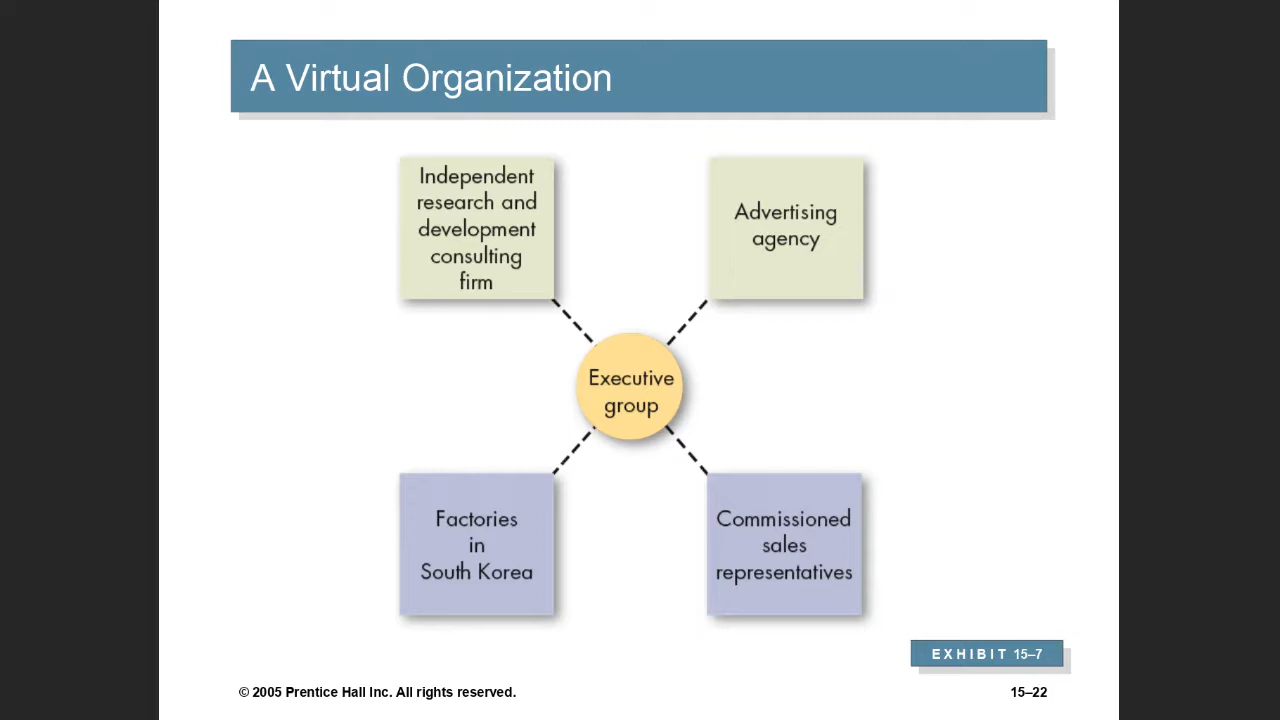 A Virtual Organization
Independent
research and
development
consulting
firm
Advertising
agency
Executive
group
Factories
in
South Korea
Commissioned
sales
representatives
EXHIBIT 15–7
© 2005 Prentice Hall Inc. All rights reserved.
15–22